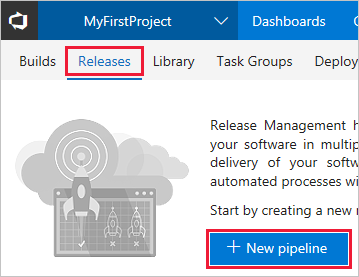 MyFirstProject Dashboards
Builds Releases Library Task Groups Deploy
Release Management
your software in multip
delivery of your softw
automated processes wi
Start by creating a new
+ New pipeline